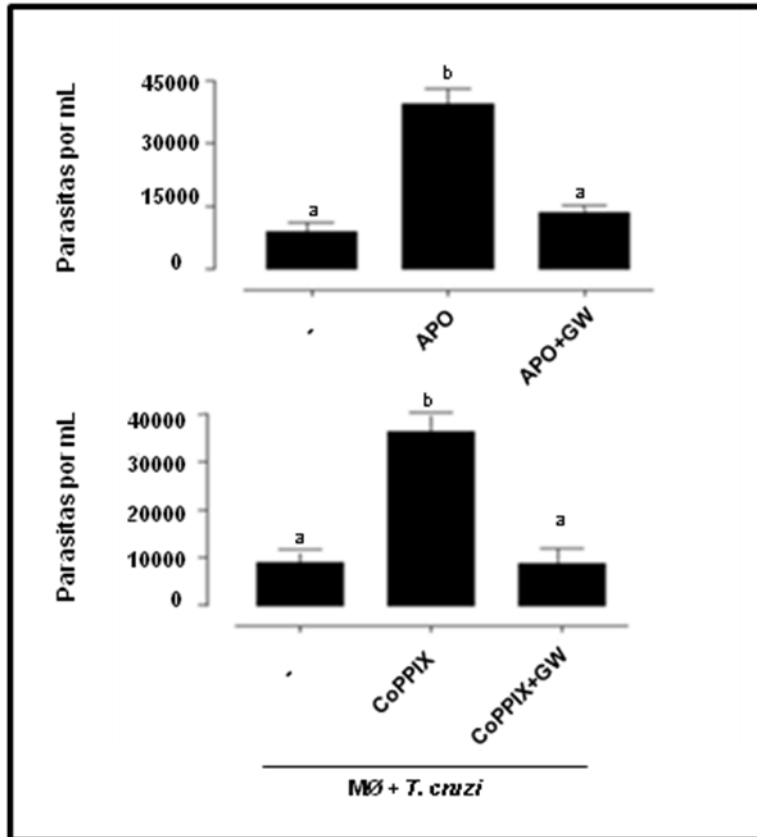 Parasitas por mL
45000
30000
15000
0
a
b
a
-
APO
APO+GW
Parasitas por mL
40000
30000
20000
10000
0
a
b
a
-
CoPPIX
CoPPIX+GW
MØ + T. cruzi